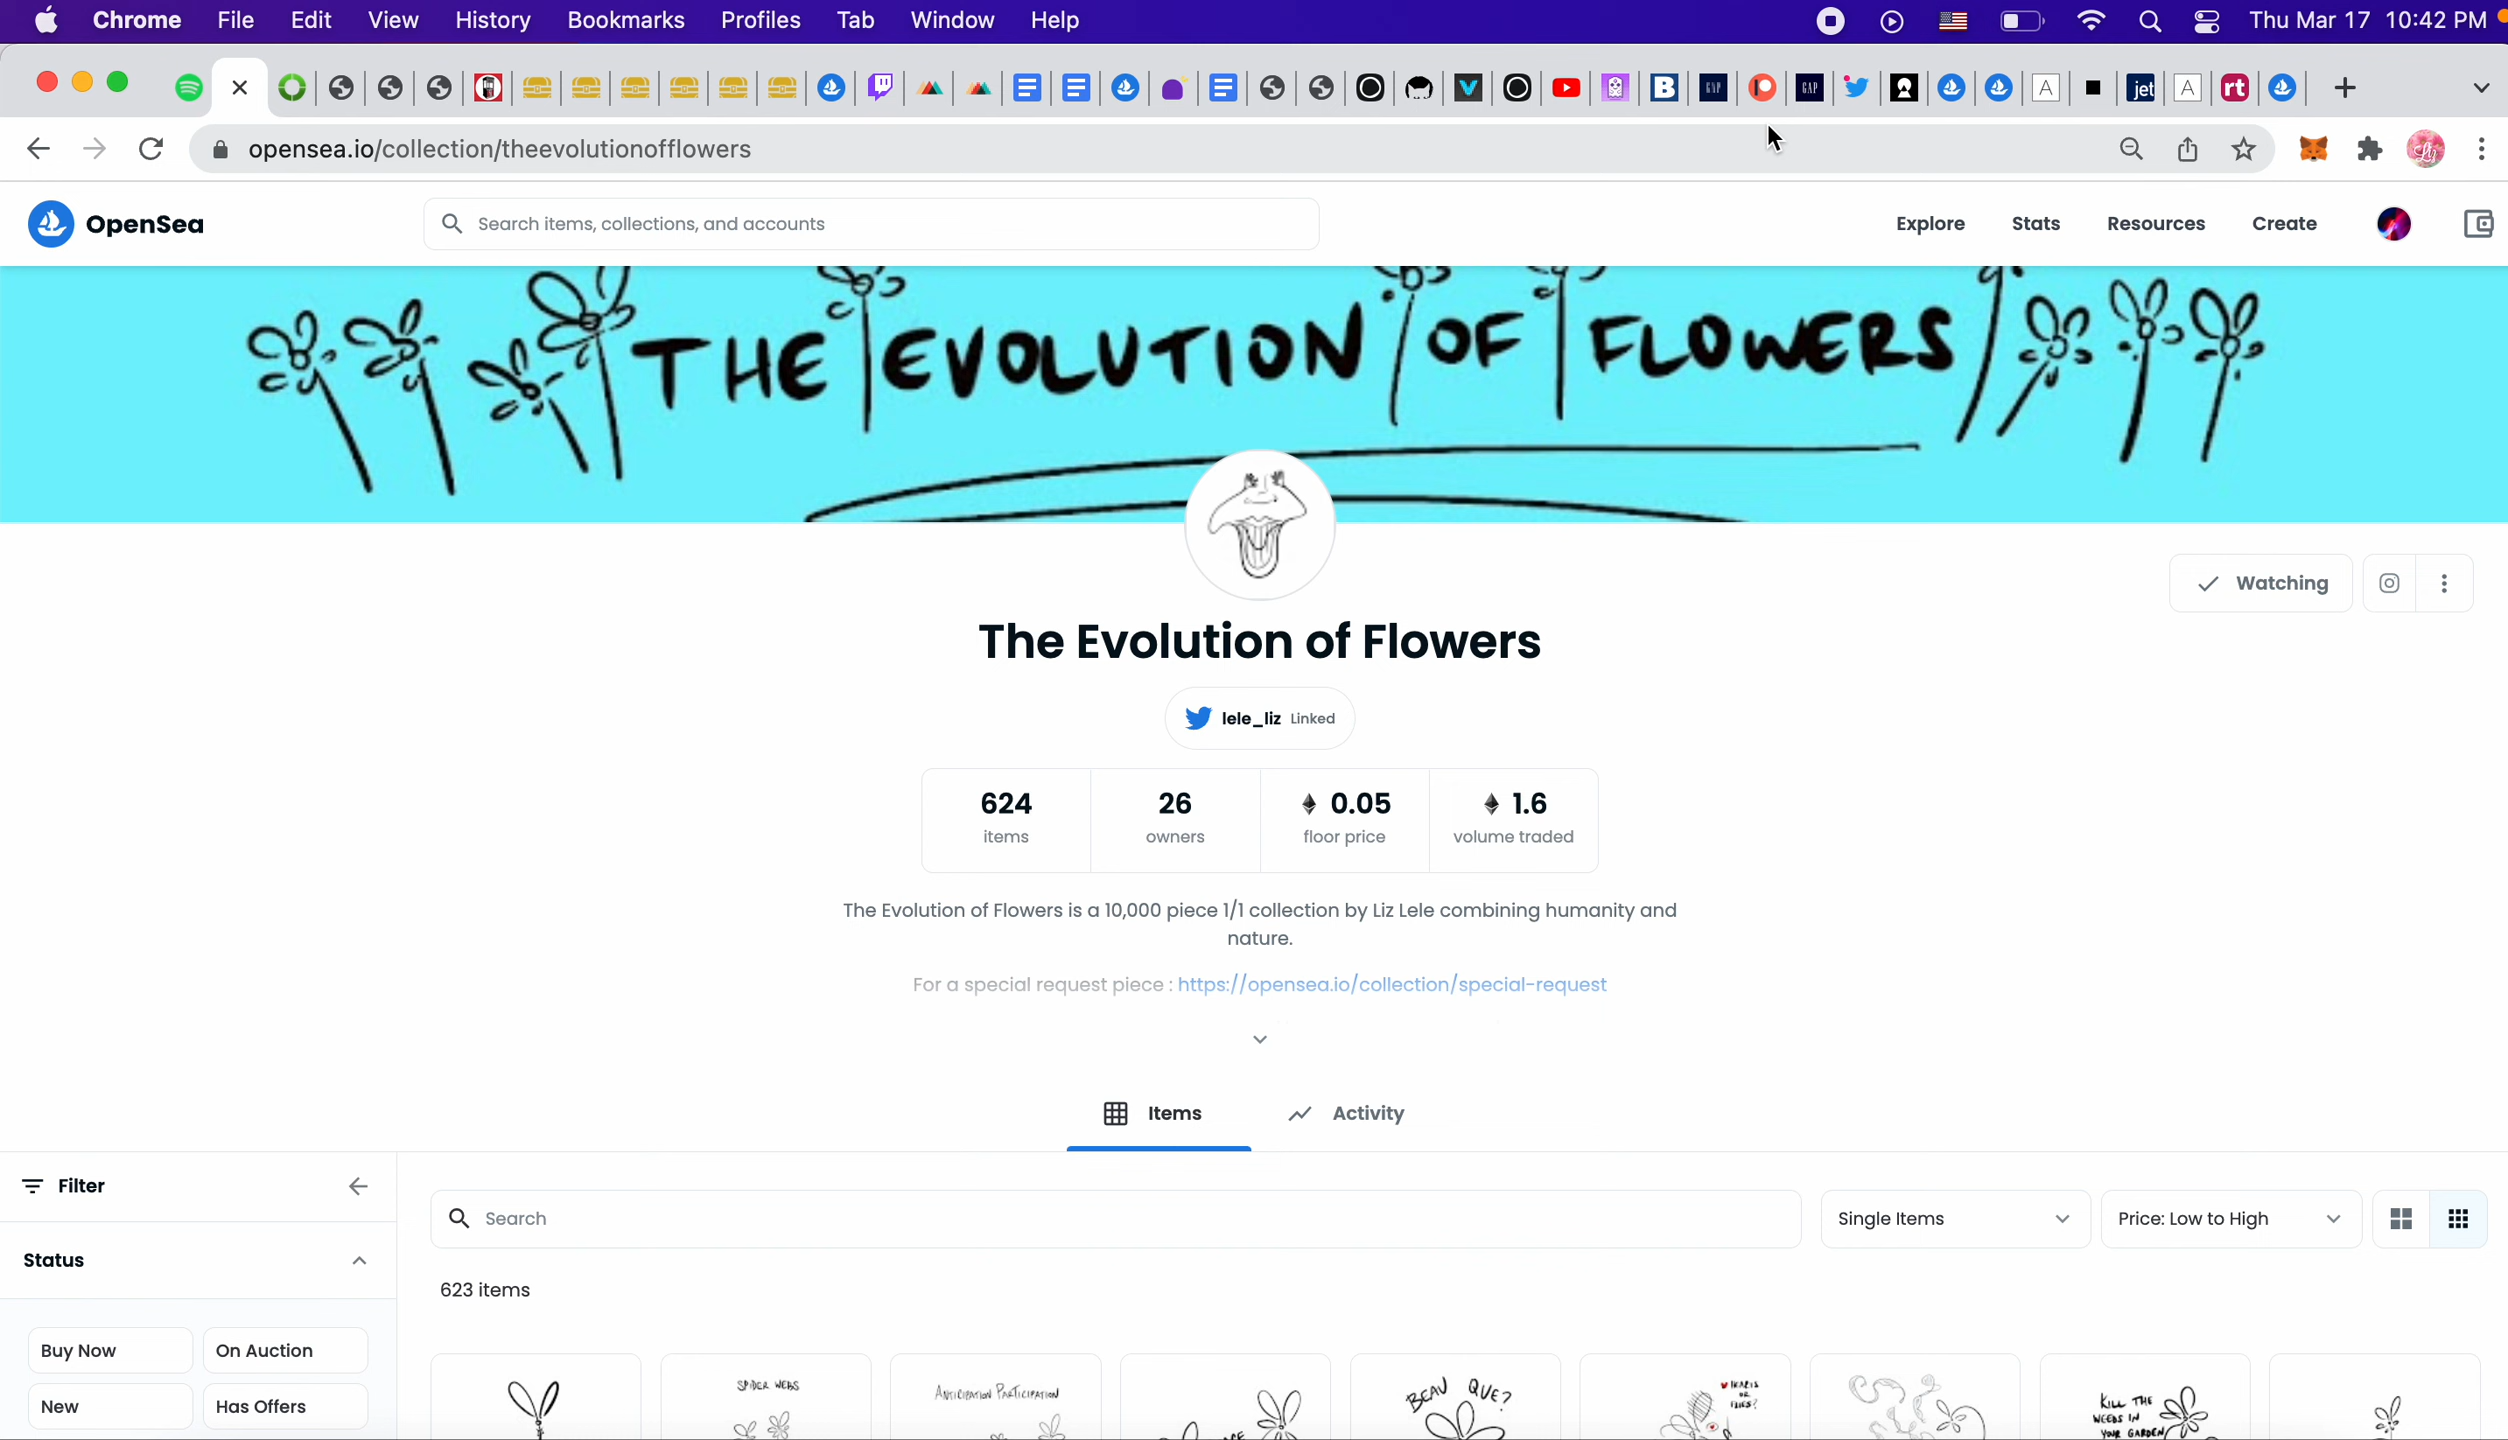 Chrome File Edit View History Bookmarks Profiles Tab Window Help Thu Mar 17 10:42 PM
B GAP GAP A jet A rt
opensea.io/collection/theevolutionofflowers
OpenSea Search items, collections, and accounts Explore Stats Resources Create
THE EVOLUTION OF FLOWERS
Watching
The Evolution of Flowers
lele_liz Linked
624 26 0.05 1.6
items owners floor price volume traded
The Evolution of Flowers is a 10,000 piece 1/1 collection by Liz Lele combining humanity and
nature.
For a special request piece : https://opensea.io/collection/special-request
Items Activity
Filter
Search Single Items Price: Low to High
Status
623 items
Buy Now On Auction
New Has Offers
SPIDER WEBS
ANTICIPATION PARTICIPATION
BEAU QUE?
OR
KILL THE
WEEDS IN
YOUR GARDEN